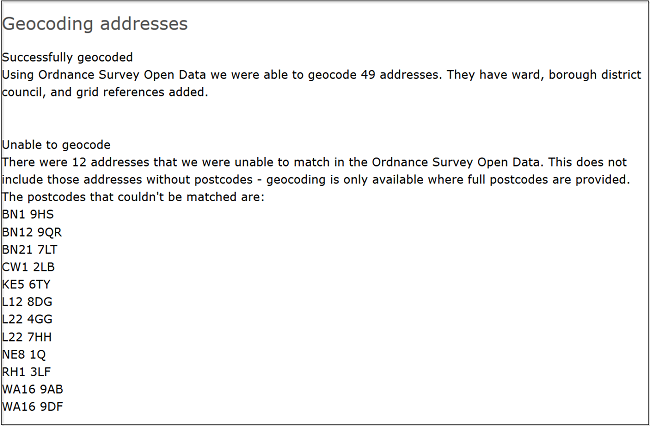 Geocoding addresses
Successfully geocoded
Using Ordnance Survey Open Data we were able to geocode 49 addresses. They have ward, borough district
council, and grid references added.
Unable to geocode
There were 12 addresses that we were unable to match in the Ordnance Survey Open Data. This does not
include those addresses without postcodes - geocoding is only available where full postcodes are provided.
The postcodes that couldn't be matched are:
BN1 9HS
BN12 9QR
BN21 7LT
CW1 2LB
KE5 6TY
L12 8DG
L22 4GG
L22 7HH
NE8 1Q
RH1 3LF
WA16 9AB
WA16 9DF